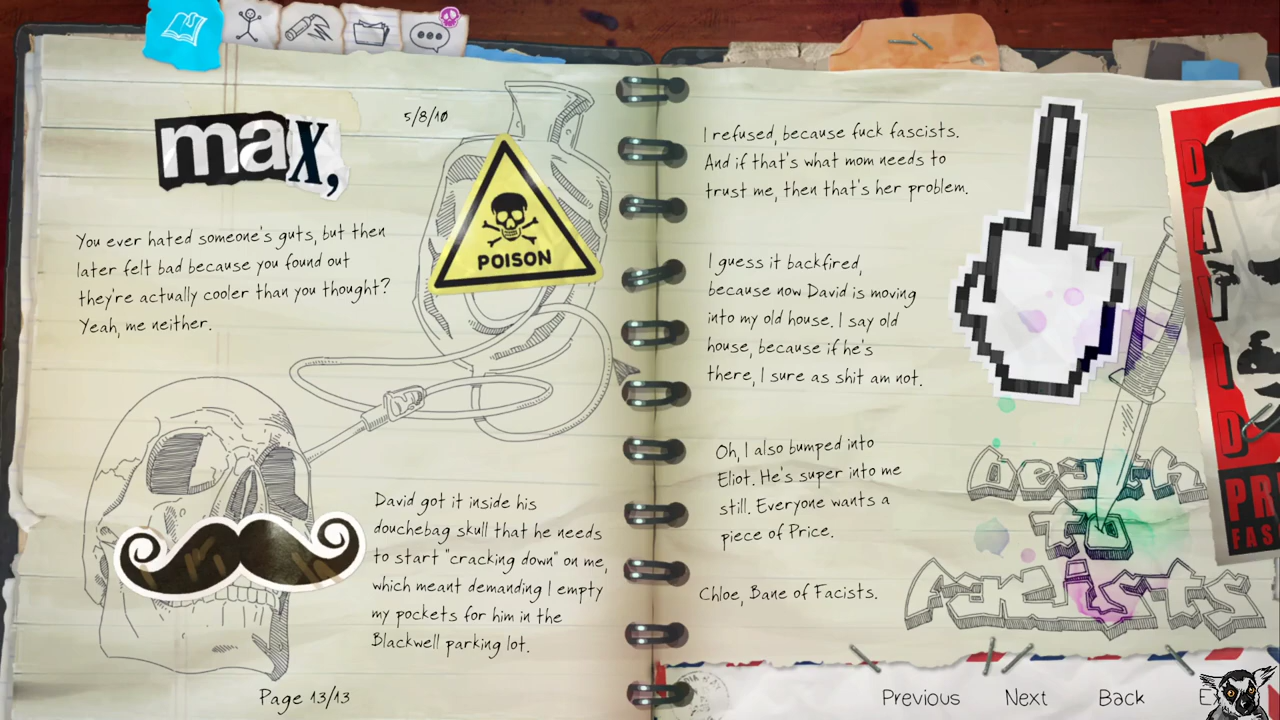 max,
5/8/10
POISON
You ever hated someone's guts, but then
later felt bad because you found out
they're actually cooler than you thought?
Yeah, me neither.
David got it inside his
douchebag skull that he needs
to start "cracking down" on me,
which meant demanding I empty
my pockets for him in the
Blackwell parking lot.
Page 13/13
I refused, because fuck fascists.
And if that's what mom needs to
trust me, then that's her problem.
I guess it backfired,
because now David is moving
into my old house. I say old
house, because if he's
there, I sure as shit am not.
Oh, I also bumped into
Eliot. He's super into me
still. Everyone wants a
piece of Price.
Chloe, Bane of Facists.
DAVID
Previous Next Back